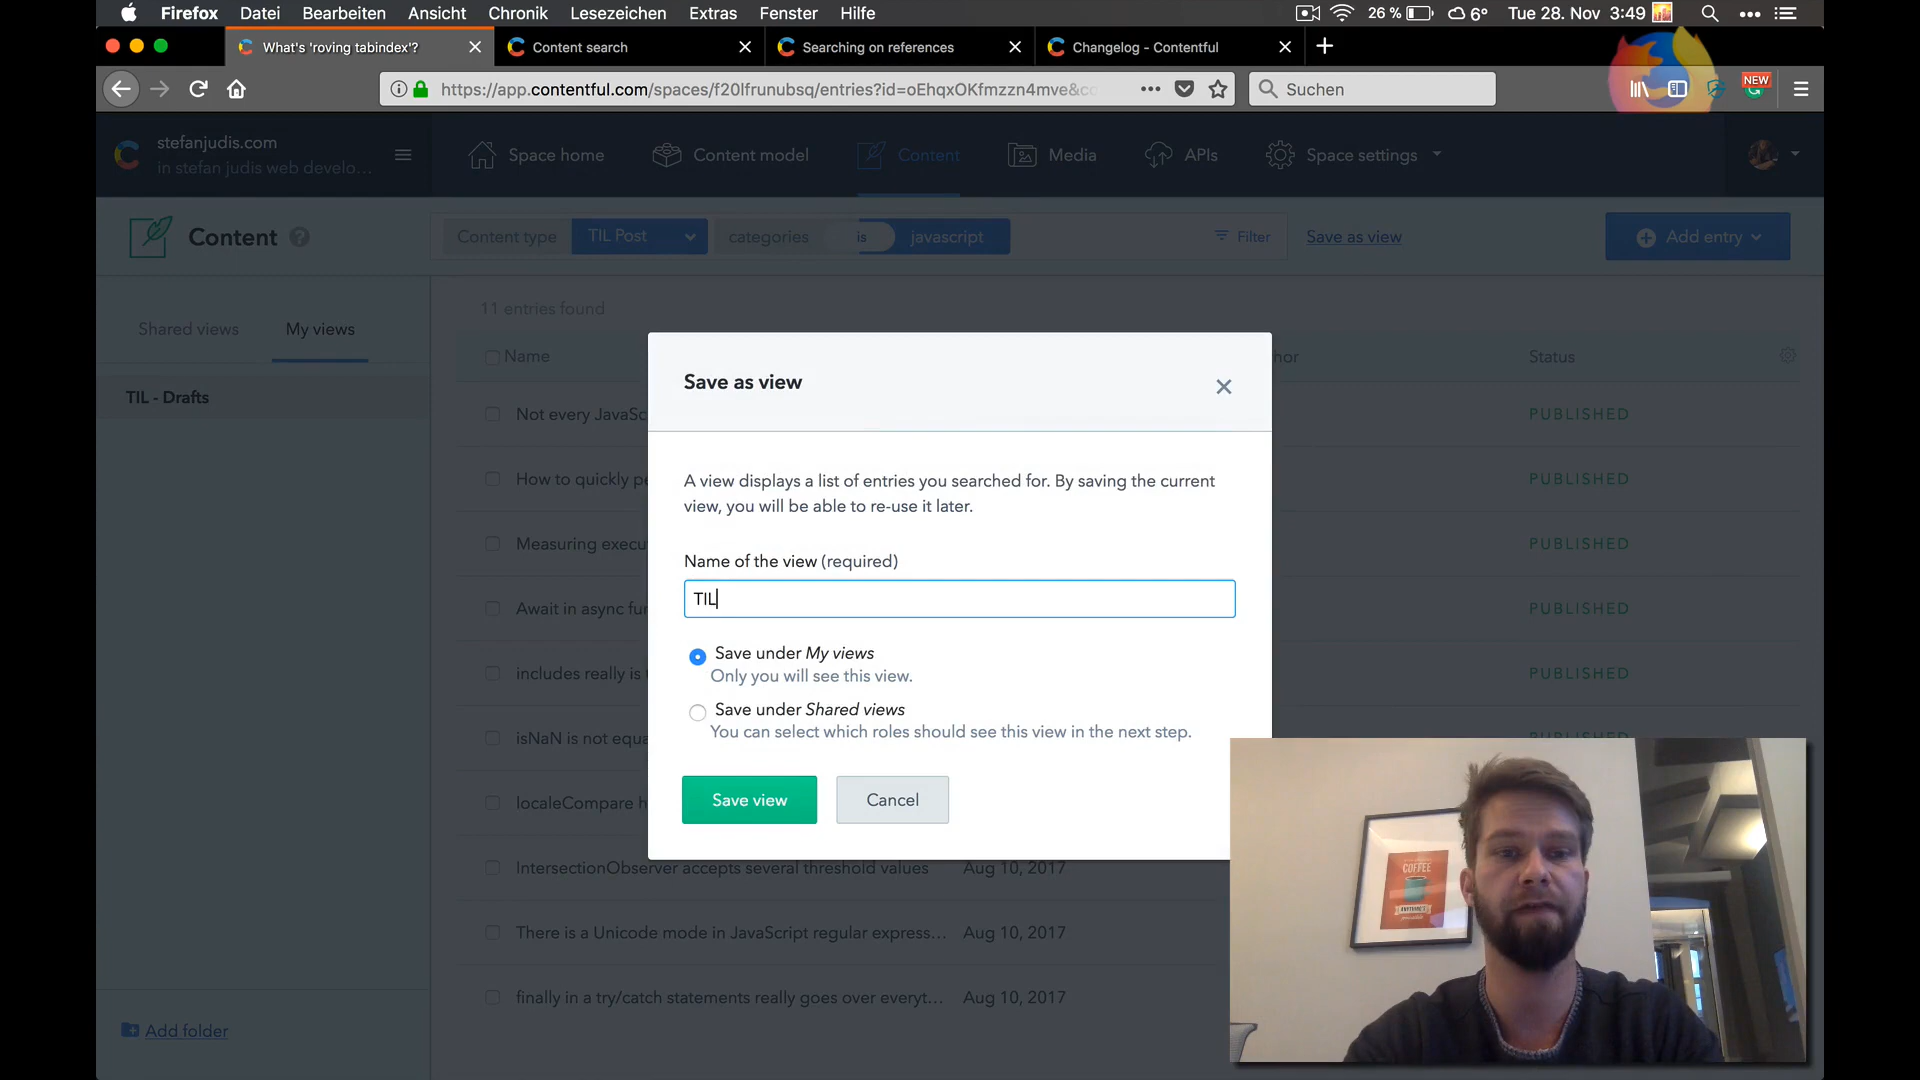 Firefox Datei Bearbeiten Ansicht Chronik Lesezeichen Extras Fenster Hilfe 26 % 6° Tue 28. Nov 3:49
What's 'roving tabindex'? Content search Searching on references Changelog - Contentful
https://app.contentful.com/spaces/f20lfrunubsq/entries?id=oEhqxOKfmzzn4mve&co Suchen NEW
stefanjudis.com
in stefan judis web develo...
Space home Content model Content Media APIs Space settings
Content Content type TIL Post categories is javascript Filter Save as view Add entry
11 entries found
Shared views My views
Name hor Status
TIL - Drafts
Not every JavaSc PUBLISHED
How to quickly pe PUBLISHED
Measuring execu PUBLISHED
Await in async fun PUBLISHED
includes really is PUBLISHED
isNaN is not equa
localeCompare h
IntersectionObserver accepts several threshold values Aug 10, 2017
There is a Unicode mode in JavaScript regular express... Aug 10, 2017
finally in a try/catch statements really goes over everyt... Aug 10, 2017
Add folder
Save as view
A view displays a list of entries you searched for. By saving the current
view, you will be able to re-use it later.
Name of the view (required)
TIL
Save under My views
Only you will see this view.
Save under Shared views
You can select which roles should see this view in the next step.
Save view Cancel
COFFEE